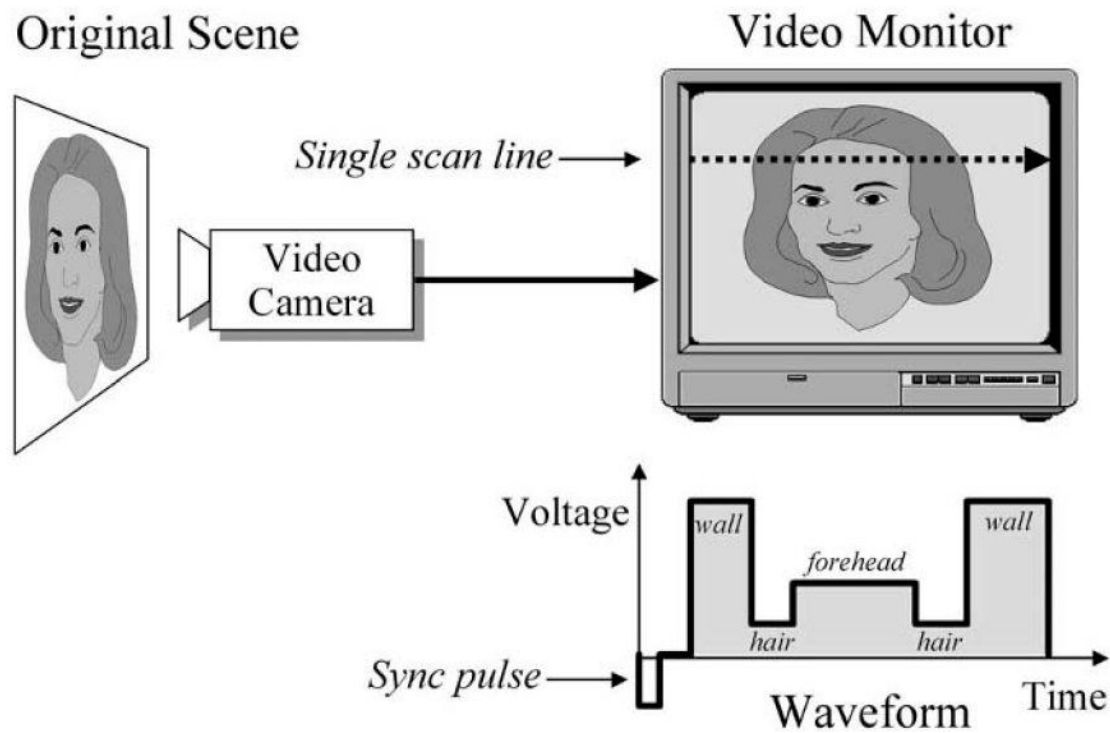 Original Scene
Video Monitor
Single scan line
Video
Camera
Voltage
wall
wall
forehead
hair
hair
Sync pulse
Waveform
Time